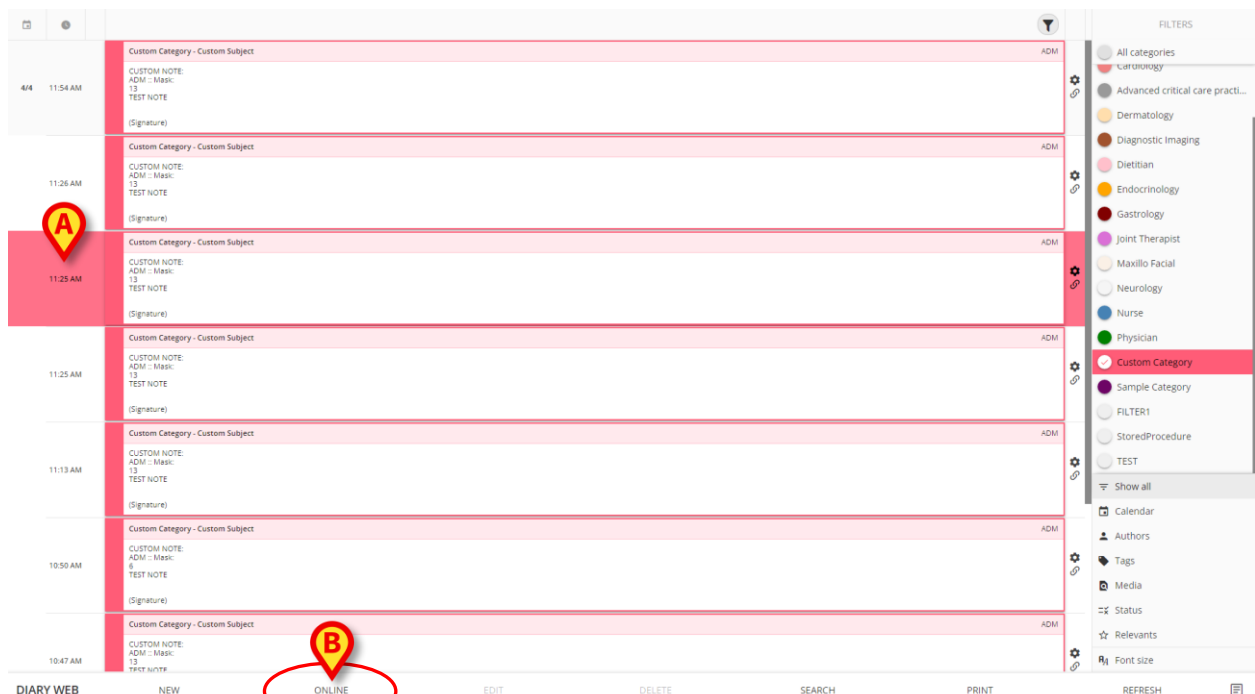 FILTERS
Custom Category - Custom Subject ADM
4/4 11:54 AM
CUSTOM NOTE:
ADM :: Mask:
13
TEST NOTE
(Signature)
Custom Category - Custom Subject ADM
11:26 AM
CUSTOM NOTE:
ADM :: Mask:
13
TEST NOTE
(Signature)
A
Custom Category - Custom Subject ADM
11:25 AM
CUSTOM NOTE:
ADM :: Mask:
13
TEST NOTE
(Signature)
Custom Category - Custom Subject ADM
11:25 AM
CUSTOM NOTE:
ADM :: Mask:
13
TEST NOTE
(Signature)
Custom Category - Custom Subject ADM
11:13 AM
CUSTOM NOTE:
ADM :: Mask:
13
TEST NOTE
(Signature)
Custom Category - Custom Subject ADM
10:50 AM
CUSTOM NOTE:
ADM :: Mask:
6
TEST NOTE
(Signature)
Custom Category - Custom Subject ADM
10:47 AM
CUSTOM NOTE:
ADM :: Mask:
13
TEST NOTE
B
All categories
Cardiology
Advanced critical care practi...
Dermatology
Diagnostic Imaging
Dietitian
Endocrinology
Gastrology
Joint Therapist
Maxillo Facial
Neurology
Nurse
Physician
Custom Category
Sample Category
FILTER1
StoredProcedure
TEST
Show all
Calendar
Authors
Tags
Media
Status
Relevants
Font size
DIARY WEB NEW ONLINE EDIT DELETE SEARCH PRINT REFRESH